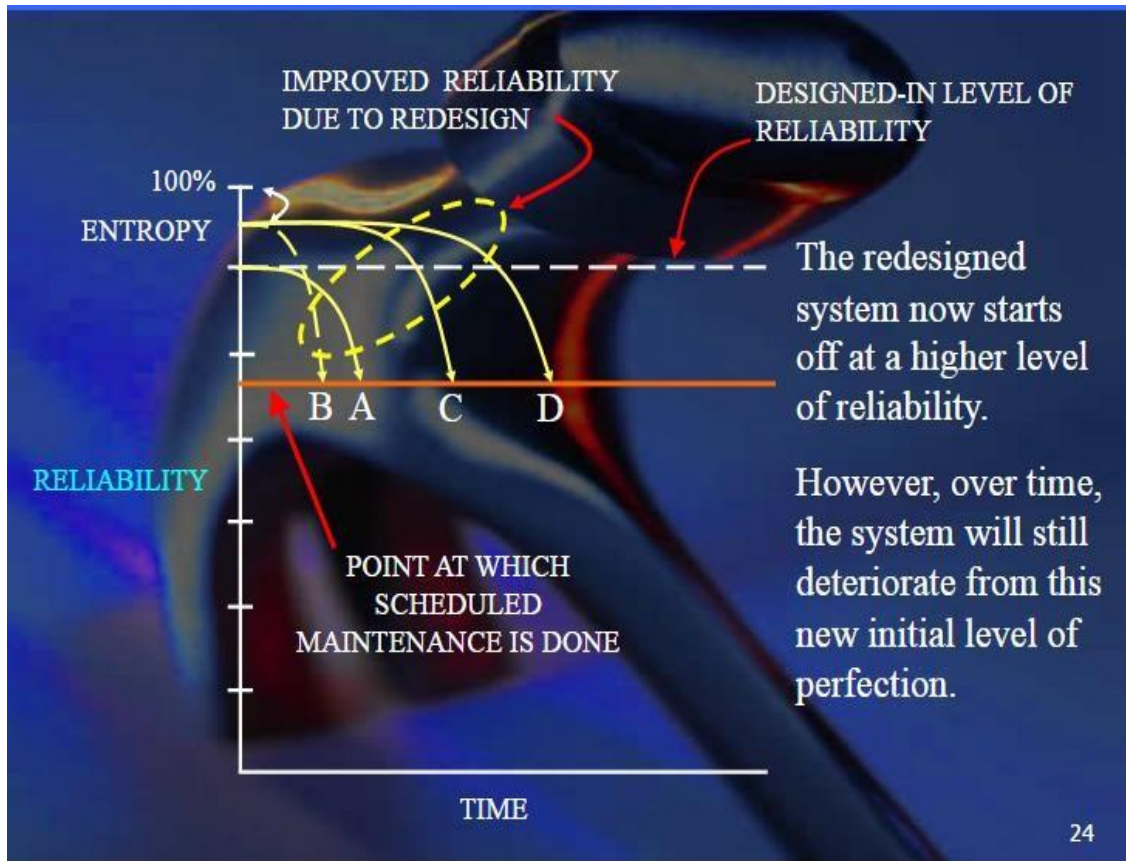 IMPROVED RELIABILITY
DUE TO REDESIGN
DESIGNED-IN LEVEL OF
RELIABILITY
100%
ENTROPY
The redesigned
system now starts
off at a higher level
of reliability.
However, over time,
the system will still
deteriorate from this
new initial level of
perfection.
B A C D
RELIABILITY
POINT AT WHICH
SCHEDULED
MAINTENANCE IS DONE
TIME
24